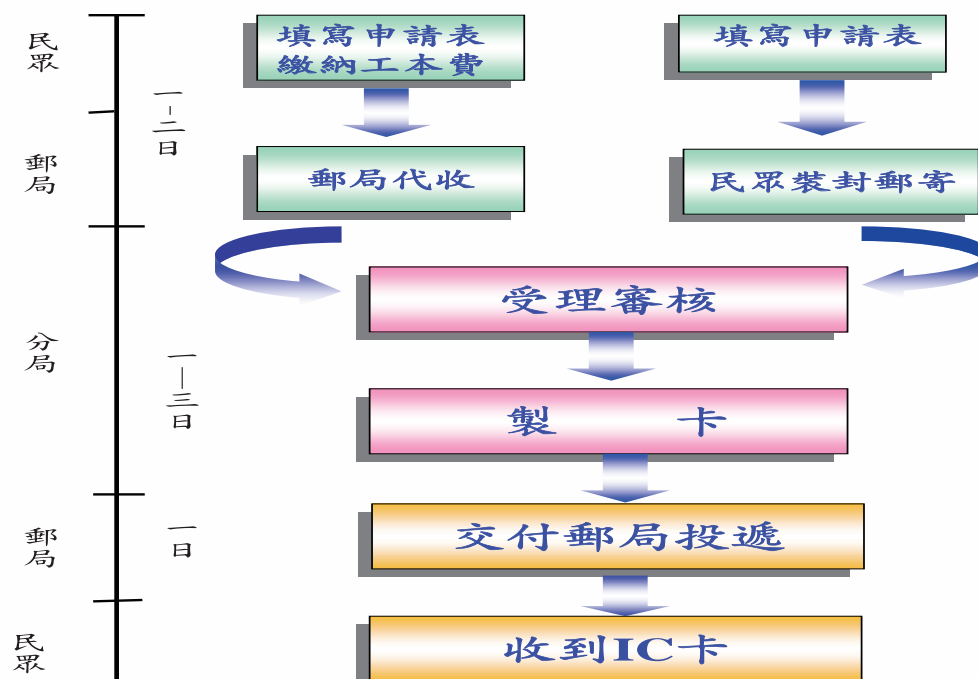 民眾
郵局
分局
郵局
民眾
一-二日
一—三日
一日
填寫申請表
繳納工本費
填寫申請表
郵局代收
民眾裝封郵寄
受理審核
製 卡
交付郵局投遞
收到IC卡